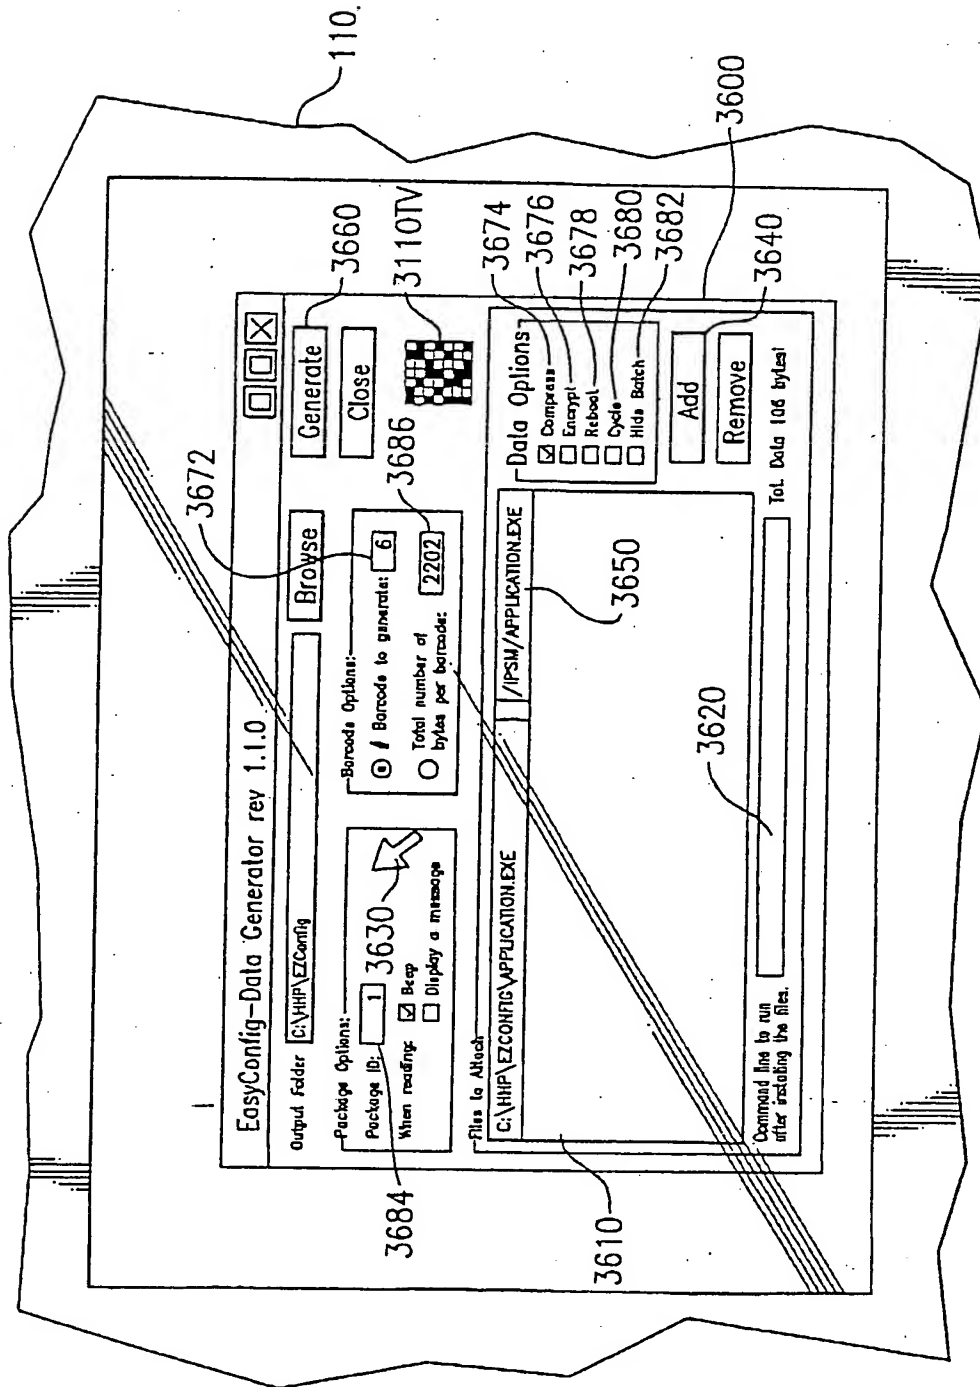 110.
EasyConfig-Data Generator rev 1.1.0
Output Folder C:\HHP\EZConfig Browse Generate
3660
Close
3110TV
Package Options:
Package ID: 1
3630
When reading: Beep
Display a message
3684
Barcode Options:
# Barcode to generate: 6
3672
Total number of
bytes per barcode: 2202
3686
Files to Attach
C:\HHP\EZCONFIG\APPLICATION.EXE /IPSM/APPLICATION.EXE
3610
3650
Data Options
Compress
Encrypt
Reboot
Cycle
Hide Batch
3674
3676
3678
3680
3682
3600
Add
3640
Remove
Command line to run
after installing the files.
3620
Tot. Data 106 bytes!